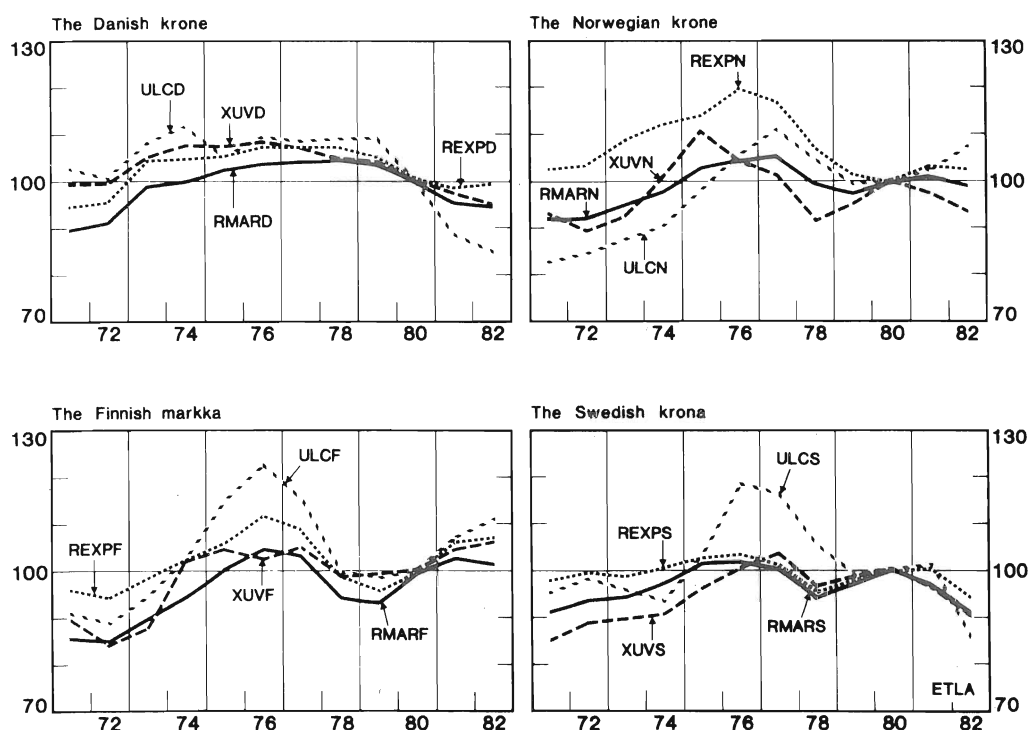 The Danish krone
130
100
70
ULCD
XUVD
REXPD
RMARD
72 74 76 78 80 82
The Norwegian krone
130
100
70
REXPN
XUVN
RMARN
ULCN
72 74 76 78 80 82
The Finnish markka
130
100
70
ULCF
REXPF
XUVF
RMARF
72 74 76 78 80 82
The Swedish krona
130
100
70
ULCS
REXPS
RMARS
XUVS
ETLA
72 74 76 78 80 82